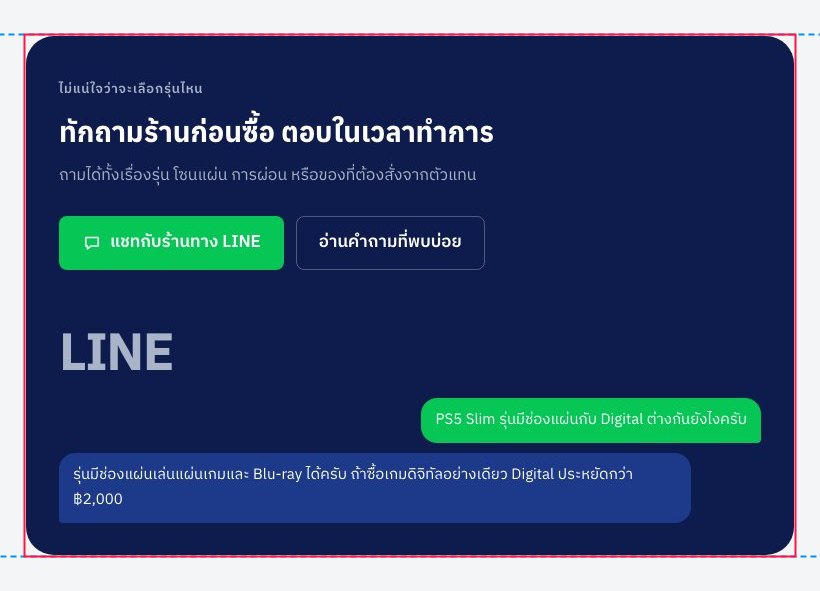 ไม่แน่ใจว่าจะเลือกรุ่นไหน
ทักถามร้านก่อนซื้อ ตอบในเวลาทำการ
ถามได้ทั้งเรื่องรุ่น โซนแผ่น การผ่อน หรือของที่ต้องสั่งจากตัวแทน
แชทกับร้านทาง LINE
อ่านคำถามที่พบบ่อย
LINE
PS5 Slim รุ่นมีช่องแผ่นกับ Digital ต่างกันยังไงครับ
รุ่นมีช่องแผ่นเล่นแผ่นเกมและ Blu-ray ได้ครับ ถ้าซื้อเกมดิจิทัลอย่างเดียว Digital ประหยัดกว่า
฿2,000